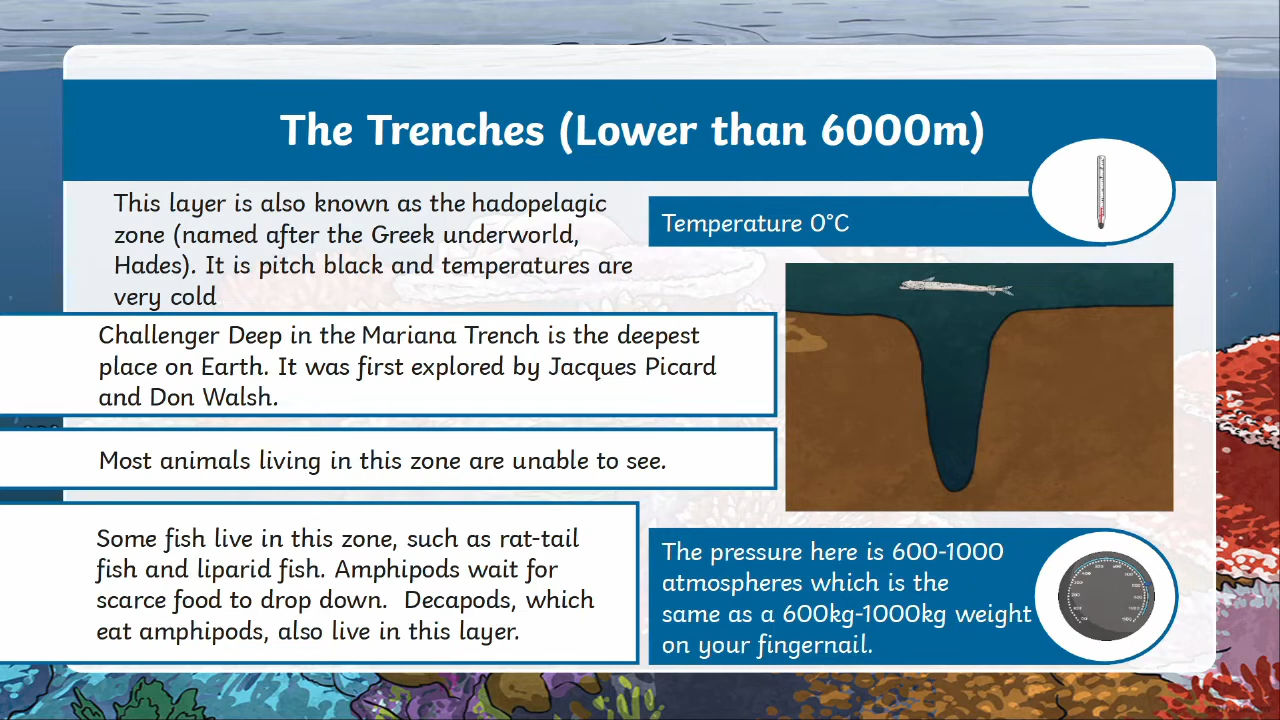 The Trenches (Lower than 6000m)
This layer is also known as the hadopelagic
zone (named after the Greek underworld,
Hades). It is pitch black and temperatures are
very cold
Temperature 0°C
Challenger Deep in the Mariana Trench is the deepest
place on Earth. It was first explored by Jacques Picard
and Don Walsh.
Most animals living in this zone are unable to see.
Some fish live in this zone, such as rat-tail
fish and liparid fish. Amphipods wait for
scarce food to drop down.  Decapods, which
eat amphipods, also live in this layer.
The pressure here is 600-1000
atmospheres which is the
same as a 600kg-1000kg weight
on your fingernail.